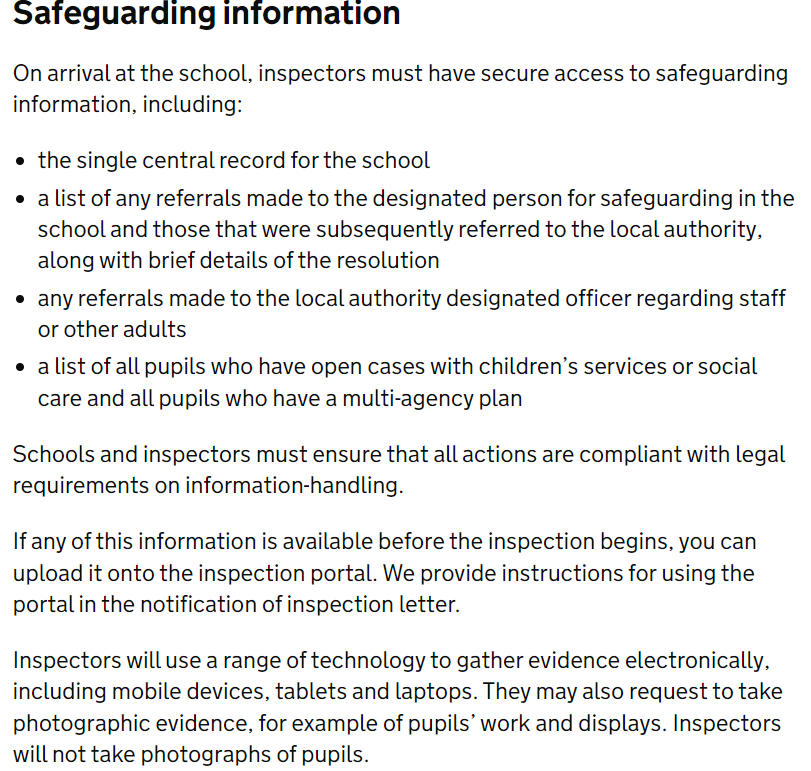 Safeguarding information
On arrival at the school, inspectors must have secure access to safeguarding
information, including:
• the single central record for the school
• a list of any referrals made to the designated person for safeguarding in the
school and those that were subsequently referred to the local authority,
along with brief details of the resolution
• any referrals made to the local authority designated officer regarding staff
or other adults
• a list of all pupils who have open cases with children’s services or social
care and all pupils who have a multi-agency plan
Schools and inspectors must ensure that all actions are compliant with legal
requirements on information-handling.
If any of this information is available before the inspection begins, you can
upload it onto the inspection portal. We provide instructions for using the
portal in the notification of inspection letter.
Inspectors will use a range of technology to gather evidence electronically,
including mobile devices, tablets and laptops. They may also request to take
photographic evidence, for example of pupils’ work and displays. Inspectors
will not take photographs of pupils.